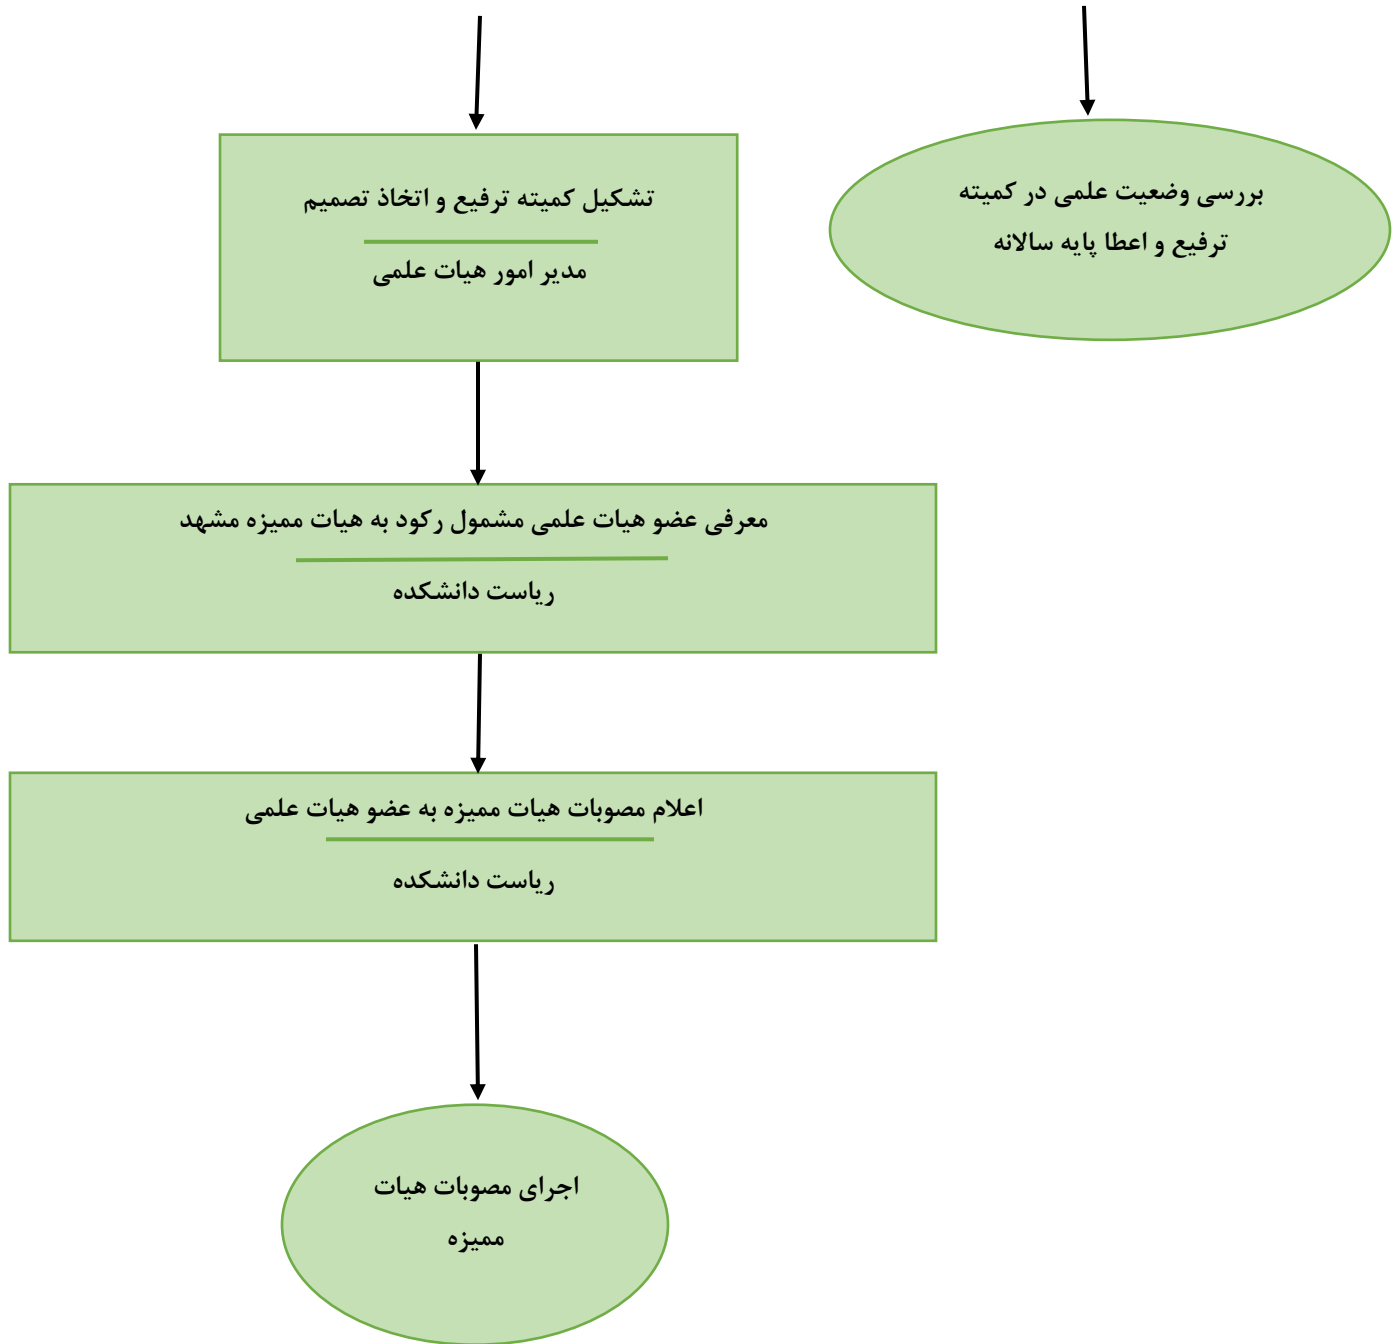 بررسی وضعیت علمی در کمیته
ترفیع و اعطا پایه سالانه
تشکیل کمیته ترفیع و اتخاذ تصمیم
مدیر امور هیات علمی
معرفی عضو هیات علمی مشمول رکود به هیات ممیزه مشهد
ریاست دانشکده
اعلام مصوبات هیات ممیزه به عضو هیات علمی
ریاست دانشکده
اجرای مصوبات هیات
ممیزه